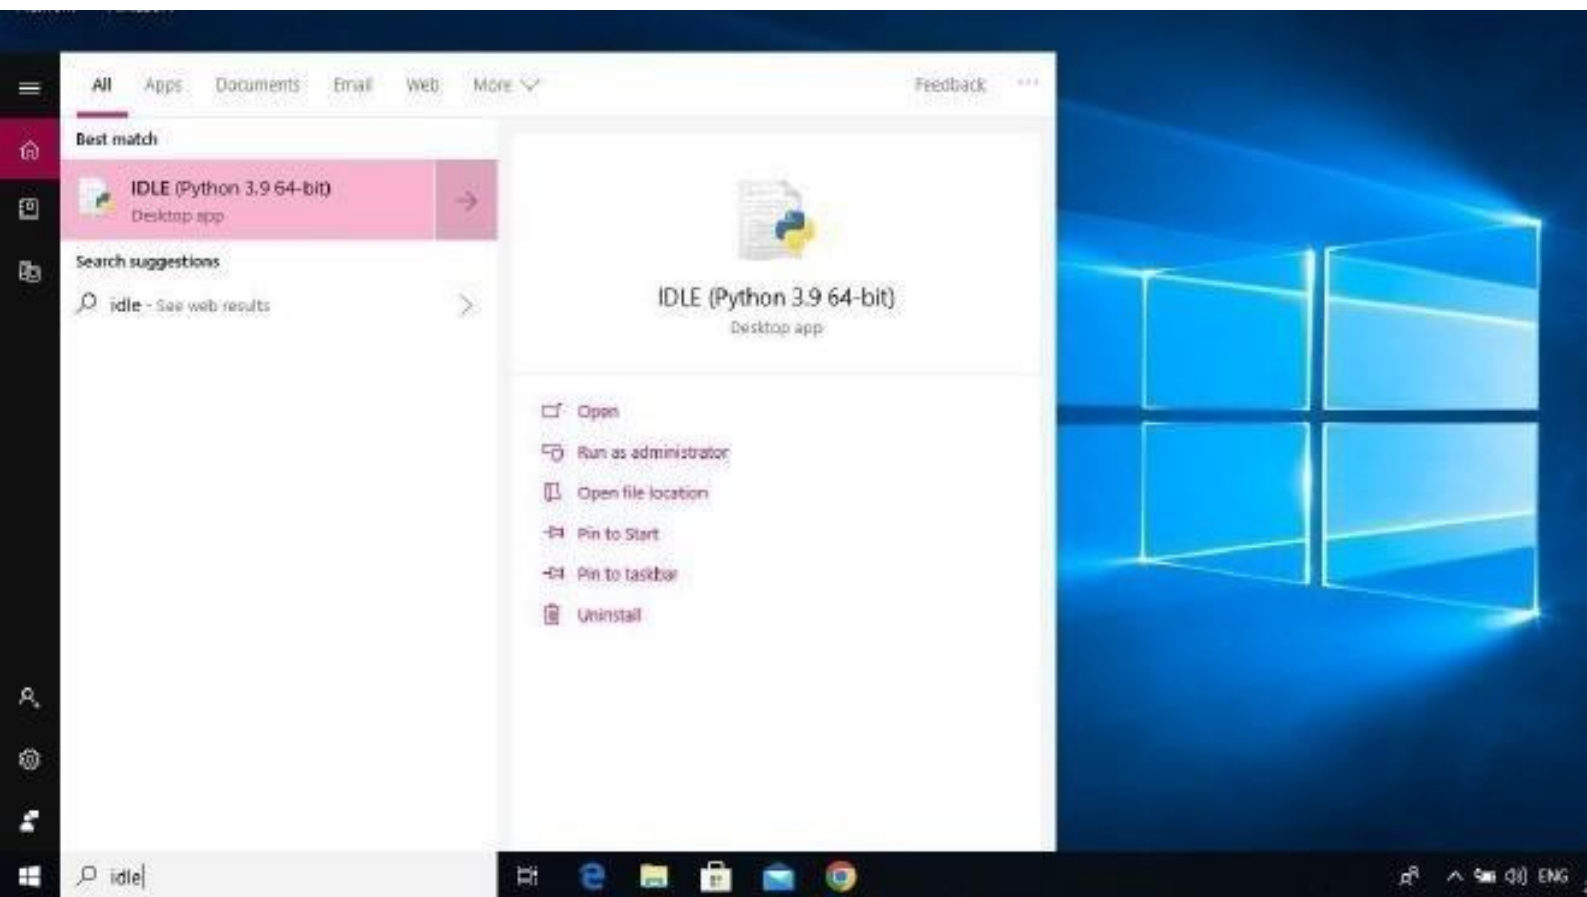 All Apps Documents Email Web More Feedback ...
Best match
IDLE (Python 3.9 64-bit)
Desktop app
Search suggestions
idle - See web results
IDLE (Python 3.9 64-bit)
Desktop app
Open
Run as administrator
Open file location
Pin to Start
Pin to taskbar
Uninstall
idle
ENG